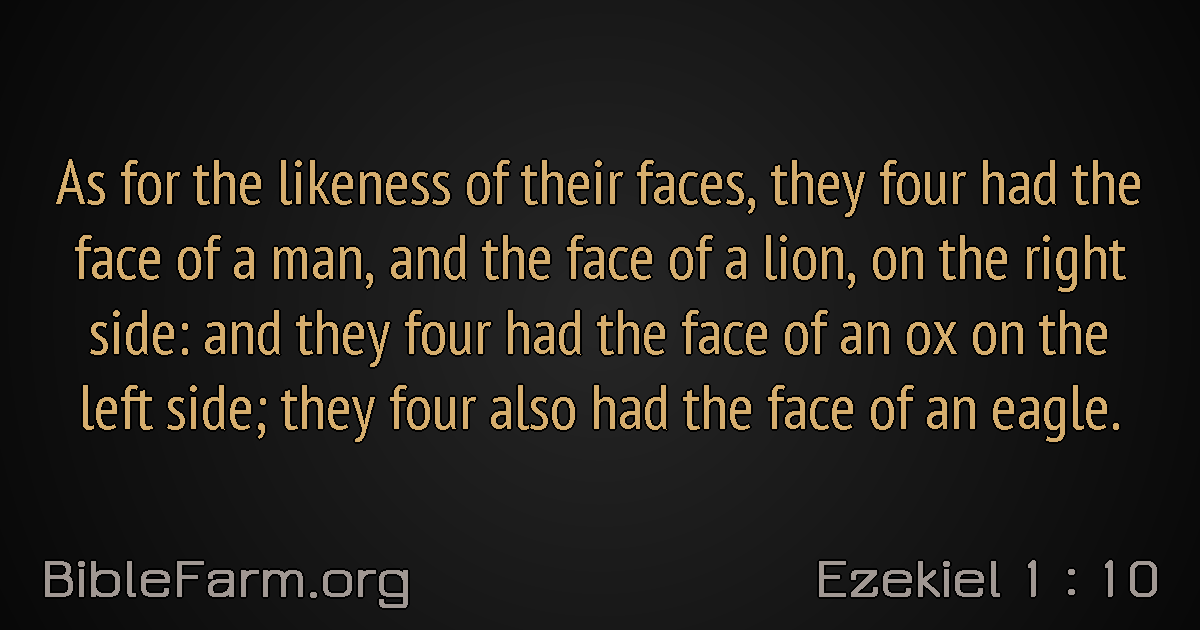 As for the likeness of their faces, they four had the
face of a man, and the face of a lion, on the right
side: and they four had the face of an ox on the
left side; they four also had the face of an eagle.
BibleFarm.org
Ezekiel 1 : 10